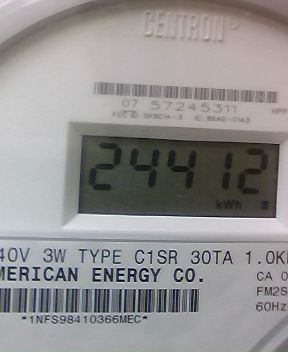 CENTRON®
07 57245311
24412
kWh
40V 3W TYPE C1SR 30TA 1.0K
MERICAN ENERGY CO.
CA 0
FM2S
60Hz
*1NFS98410366MEC*